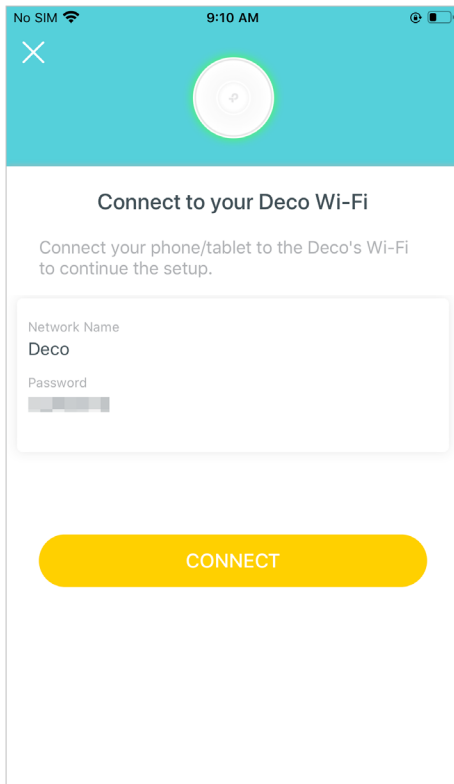 No SIM 9:10 AM
Connect to your Deco Wi-Fi
Connect your phone/tablet to the Deco's Wi-Fi
to continue the setup.
Network Name
Deco
Password
CONNECT